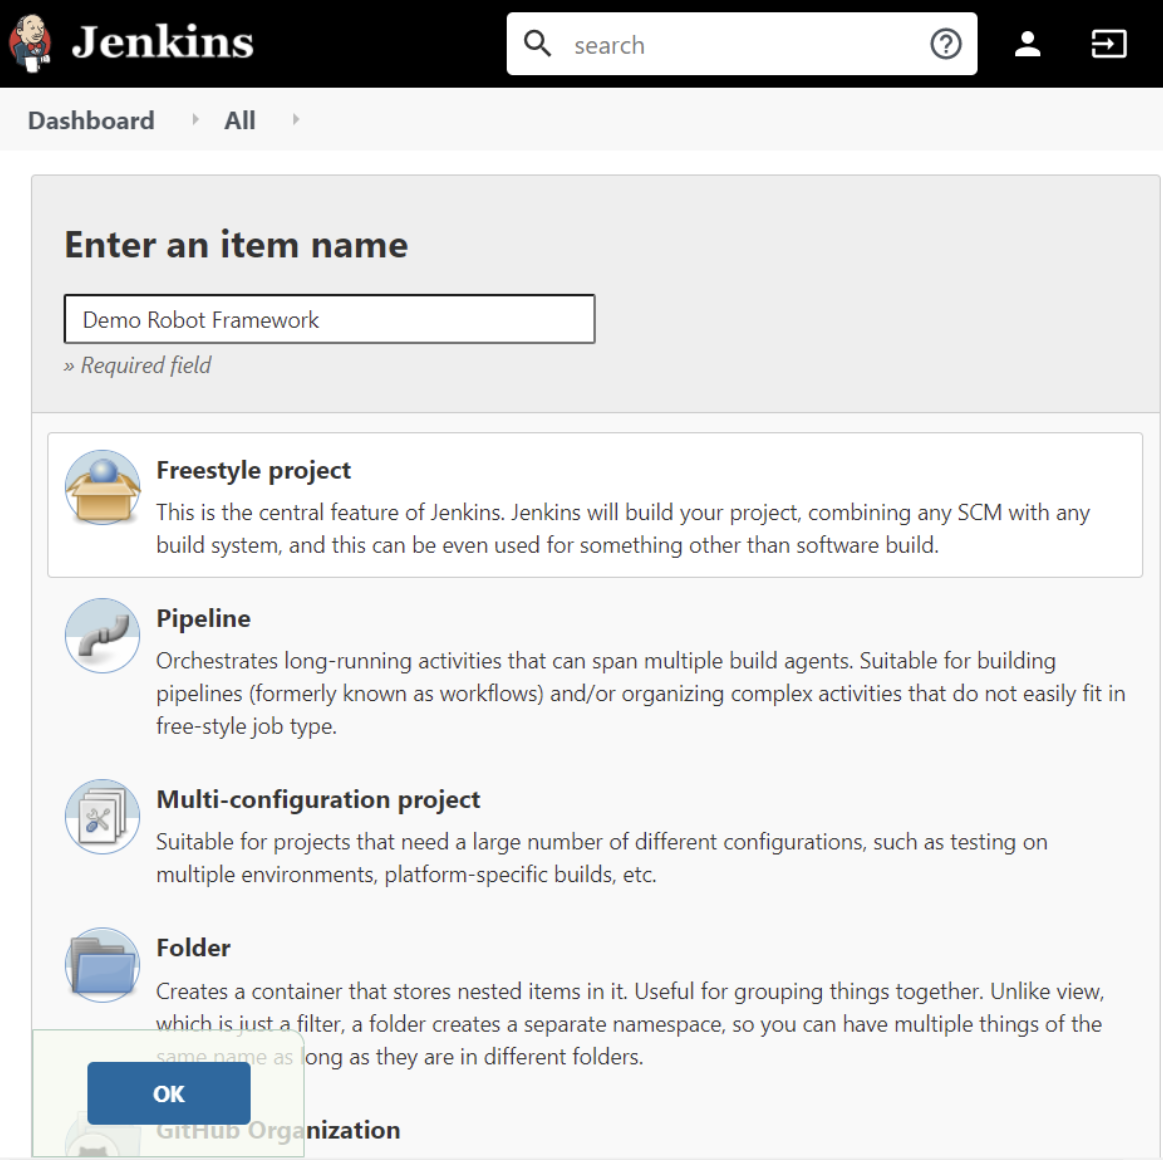 Jenkins
search
Dashboard All
Enter an item name
Demo Robot Framework
» Required field
Freestyle project
This is the central feature of Jenkins. Jenkins will build your project, combining any SCM with any
build system, and this can be even used for something other than software build.
Pipeline
Orchestrates long-running activities that can span multiple build agents. Suitable for building
pipelines (formerly known as workflows) and/or organizing complex activities that do not easily fit in
free-style job type.
Multi-configuration project
Suitable for projects that need a large number of different configurations, such as testing on
multiple environments, platform-specific builds, etc.
Folder
Creates a container that stores nested items in it. Useful for grouping things together. Unlike view,
which is just a filter, a folder creates a separate namespace, so you can have multiple things of the
same name as long as they are in different folders.
OK
GitHub Organization